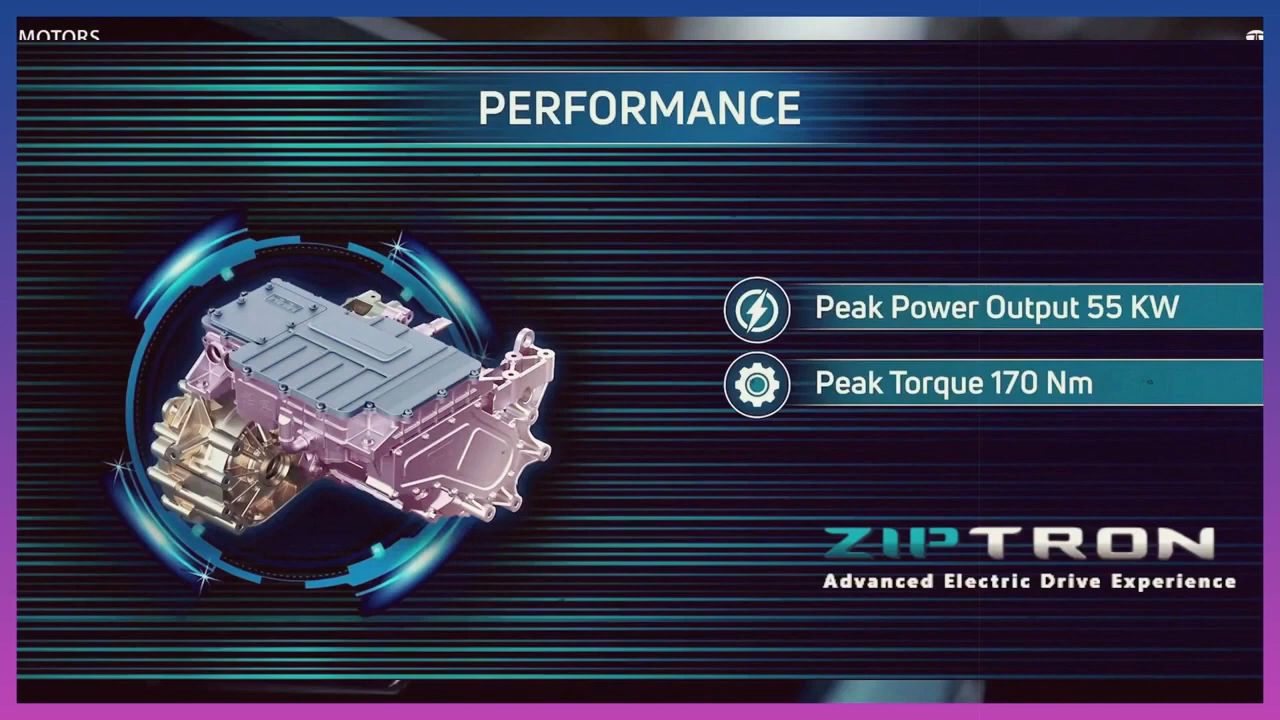 MOTORS
PERFORMANCE
Peak Power Output 55 KW
Peak Torque 170 Nm
ZIPTRON
Advanced Electric Drive Experience